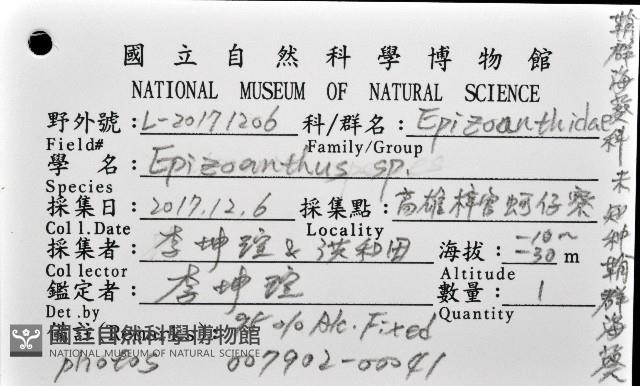 國立自然科學博物館
NATIONAL MUSEUM OF NATURAL SCIENCE
野外號：L-20171206 科/群名：Epizoanthidae
Field# Family/Group
學 名：Epizoanthus sp.
Species
採集日：2017.12.6 採集點：高雄梓官蚵仔寮
Coll.Date Locality
採集者：李坤瑄 & 洪和田 海拔：-10~-30 m
Collector Altitude
鑑定者：李坤瑄 數量：1
Det.by Quantity
95 % Alc. Fixed
國立自然科學博物館
NATIONAL MUSEUM OF NATURAL SCIENCE
photos 007902-00041
鞘群海葵科未知种鞘群海葵